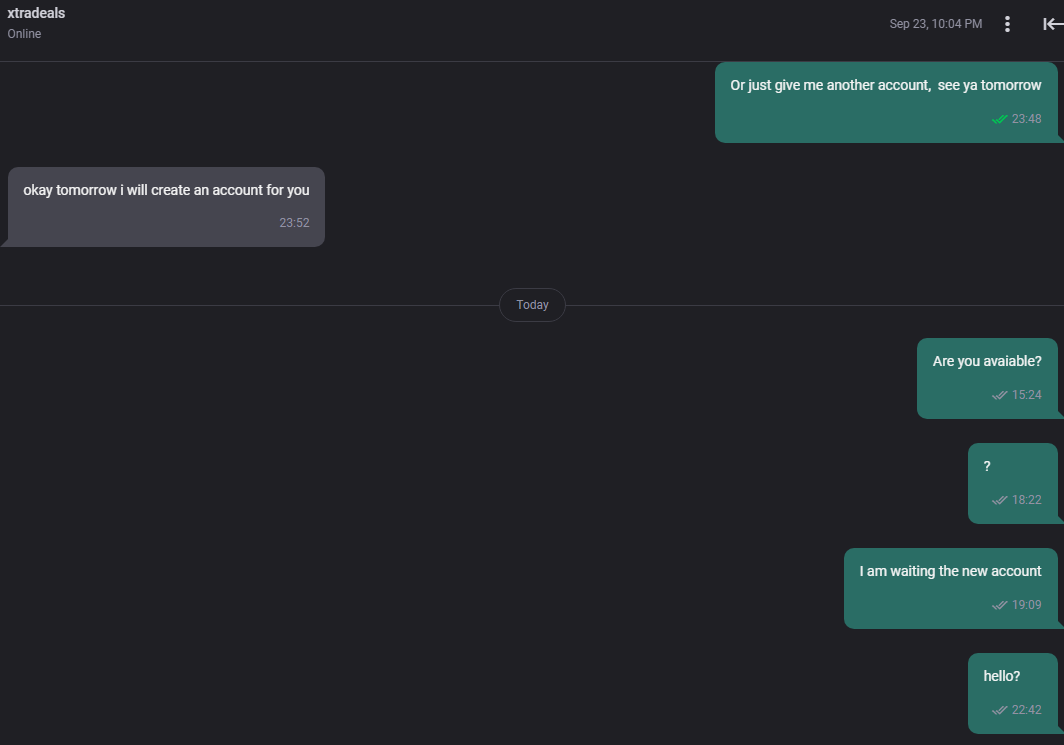 xtradeals
Online
Sep 23, 10:04 PM
Or just give me another account,  see ya tomorrow
23:48
okay tomorrow i will create an account for you
23:52
Today
Are you avaiable?
15:24
?
18:22
I am waiting the new account
19:09
hello?
22:42